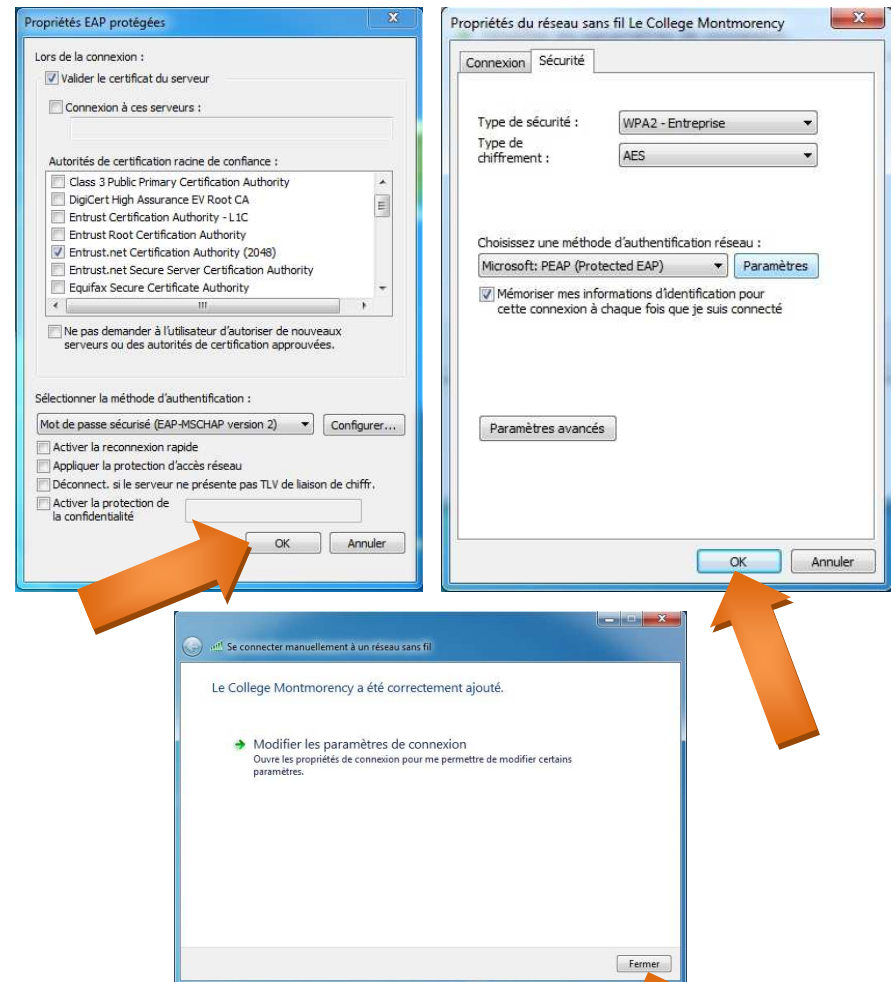 Propriétés EAP protégées
Lors de la connexion :
Valider le certificat du serveur
Connexion à ces serveurs :
Autorités de certification racine de confiance :
Class 3 Public Primary Certification Authority
DigiCert High Assurance EV Root CA
Entrust Certification Authority - L1C
Entrust Root Certification Authority
Entrust.net Certification Authority (2048)
Entrust.net Secure Server Certification Authority
Equifax Secure Certificate Authority
Ne pas demander à l'utilisateur d'autoriser de nouveaux
serveurs ou des autorités de certification approuvées.
Sélectionner la méthode d'authentification :
Mot de passe sécurisé (EAP-MSCHAP version 2)
Configurer...
Activer la reconnexion rapide
Appliquer la protection d'accès réseau
Déconnect. si le serveur ne présente pas TLV de liaison de chiffr.
Activer la protection de
la confidentialité
OK
Annuler
Propriétés du réseau sans fil Le College Montmorency
Connexion
Sécurité
Type de sécurité :
WPA2 - Entreprise
Type de
chiffrement :
AES
Choisissez une méthode d'authentification réseau :
Microsoft: PEAP (Protected EAP)
Paramètres
Mémoriser mes informations d'identification pour
cette connexion à chaque fois que je suis connecté
Paramètres avancés
OK
Annuler
Se connecter manuellement à un réseau sans fil
Le College Montmorency a été correctement ajouté.
Modifier les paramètres de connexion
Ouvre les propriétés de connexion pour me permettre de modifier certains
paramètres.
Fermer